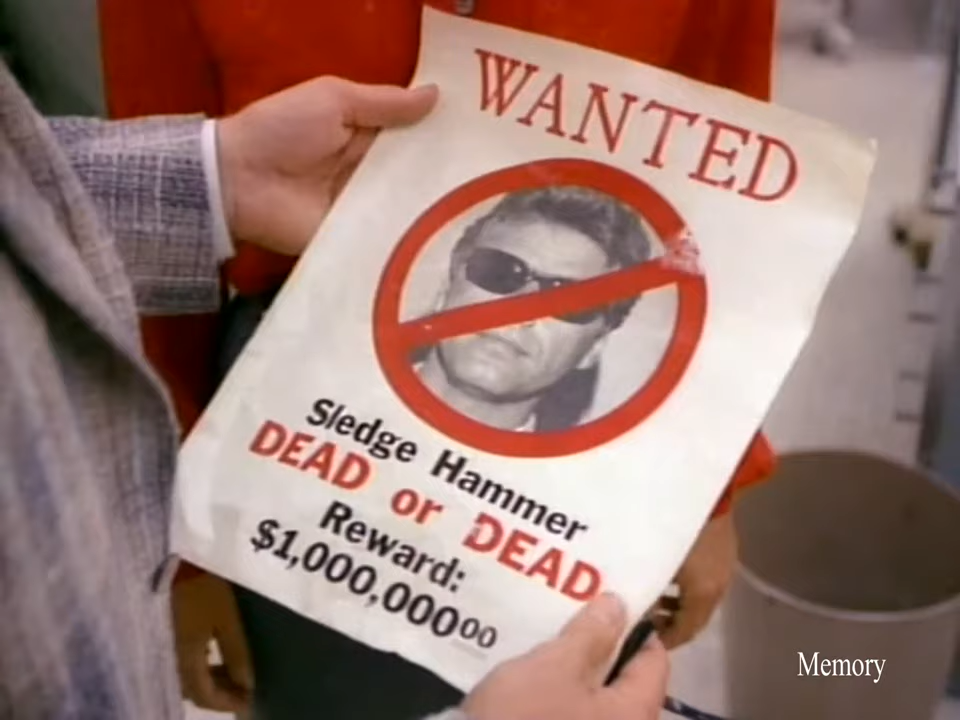 WANTED
Sledge Hammer
DEAD or DEAD
Reward:
$1,000,000⁰⁰
Memory